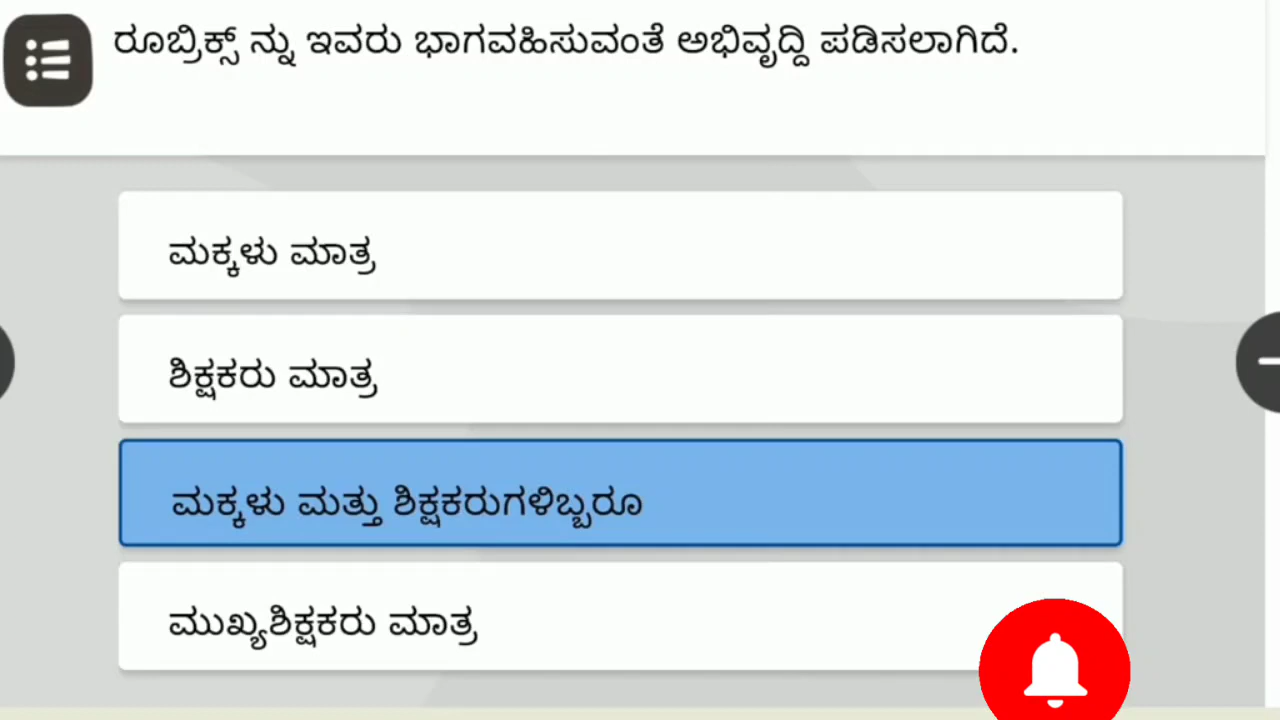 ರೂಬ್ರಿಕ್ಸ್ ನ್ನು ಇವರು ಭಾಗವಹಿಸುವಂತೆ ಅಭಿವೃದ್ದಿ ಪಡಿಸಲಾಗಿದೆ.
ಮಕ್ಕಳು ಮಾತ್ರ
ಶಿಕ್ಷಕರು ಮಾತ್ರ
ಮಕ್ಕಳು ಮತ್ತು ಶಿಕ್ಷಕರುಗಳಿಬ್ಬರೂ
ಮುಖ್ಯಶಿಕ್ಷಕರು ಮಾತ್ರ